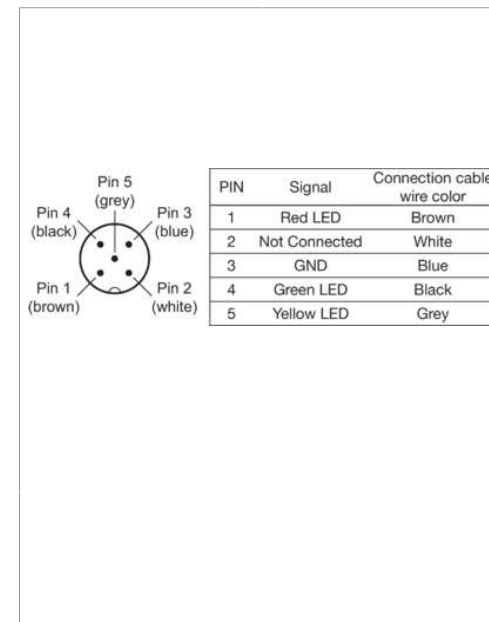 Pin 5
(grey)
Pin 4
(black)
Pin 3
(blue)
Pin 1
(brown)
Pin 2
(white)
PIN Signal Connection cable wire color
1 Red LED Brown
2 Not Connected White
3 GND Blue
4 Green LED Black
5 Yellow LED Grey